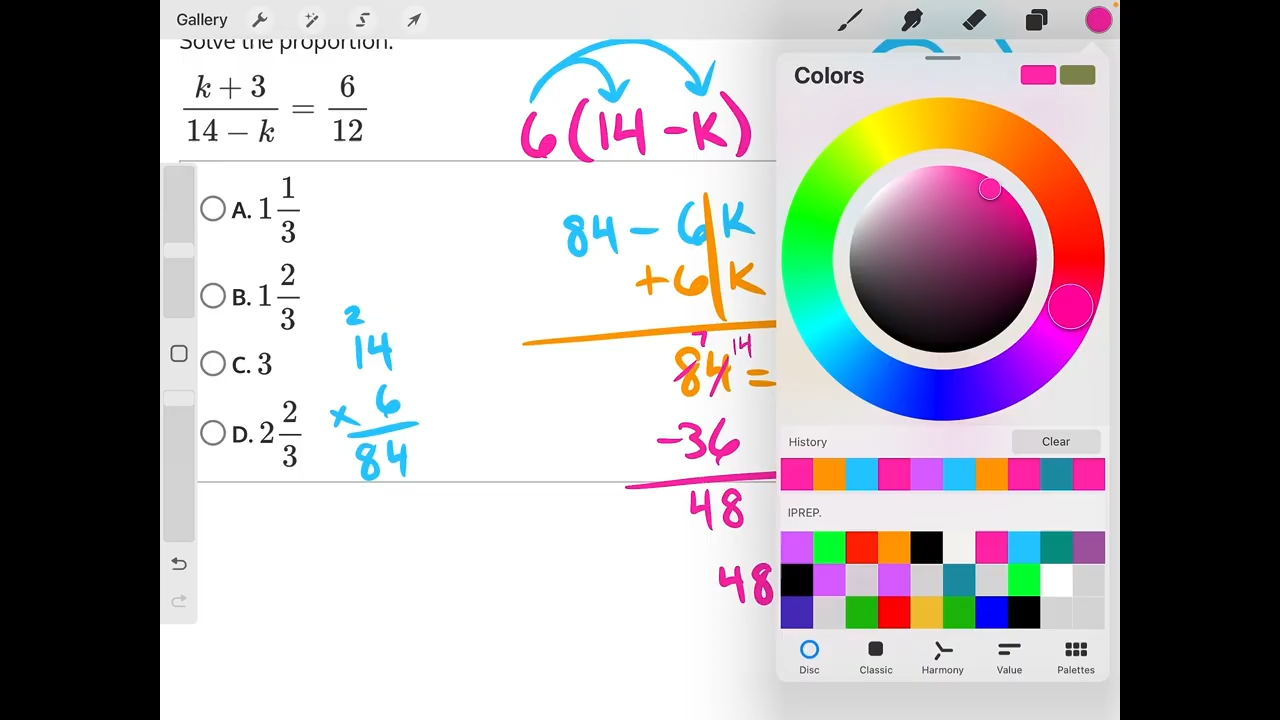 Gallery
Solve the proportion.
k + 3 / 14 − k = 6 / 12
6(14 − K)
A. 1 1/3
B. 1 2/3
C. 3
D. 2 2/3
2
14
× 6
84
84 − 6K
+6K
7 14
84 =
−36
48
48
Colors
History
Clear
IPREP.
Disc
Classic
Harmony
Value
Palettes